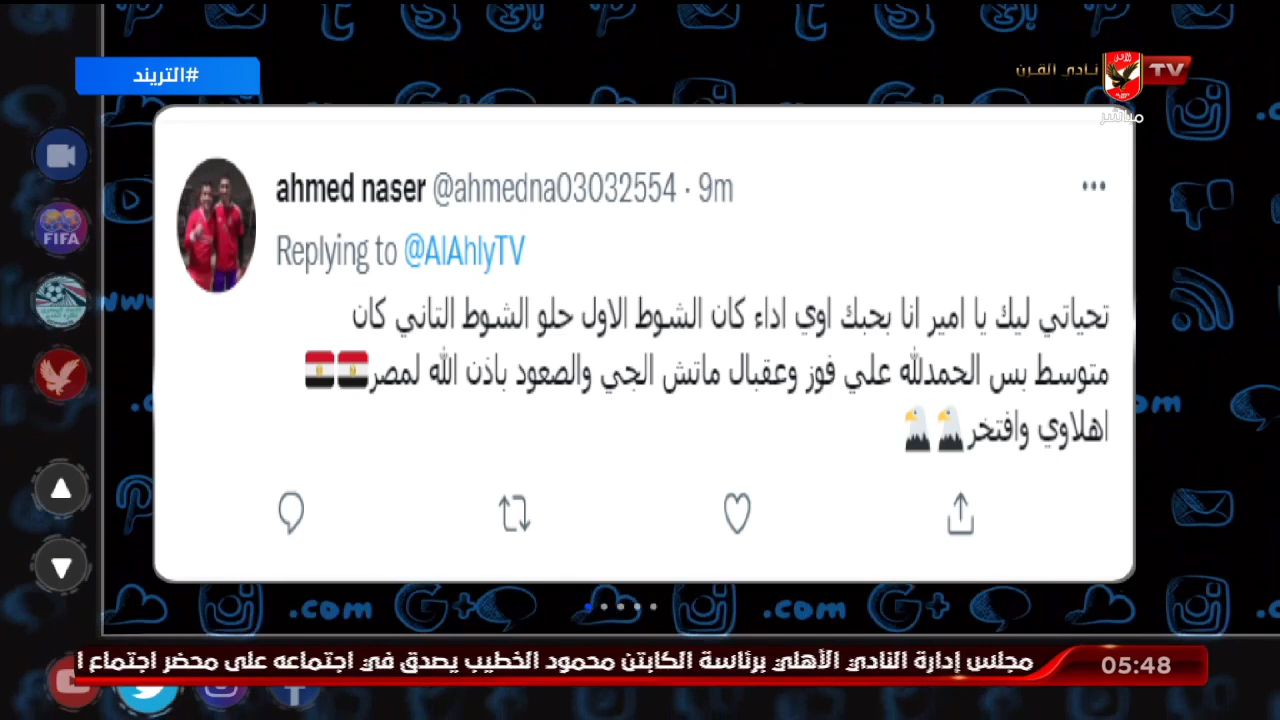 #التريند
نادي القرن
TV
مباشر
ahmed naser @ahmedna03032554 · 9m
Replying to @AlAhlyTV
تحياتي ليك يا امير انا بحبك اوي اداء كان الشوط الاول حلو الشوط التاني كان
متوسط بس الحمدلله علي فوز وعقبال ماتش الجي والصعود باذن الله لمصر🇪🇬🇪🇬
اهلاوي وافتخر🦅🦅
FIFA
www.
.com
.com
مجلس إدارة النادي الأهلي برئاسة الكابتن محمود الخطيب يصدق في اجتماعه على محضر اجتماع ا
05:48